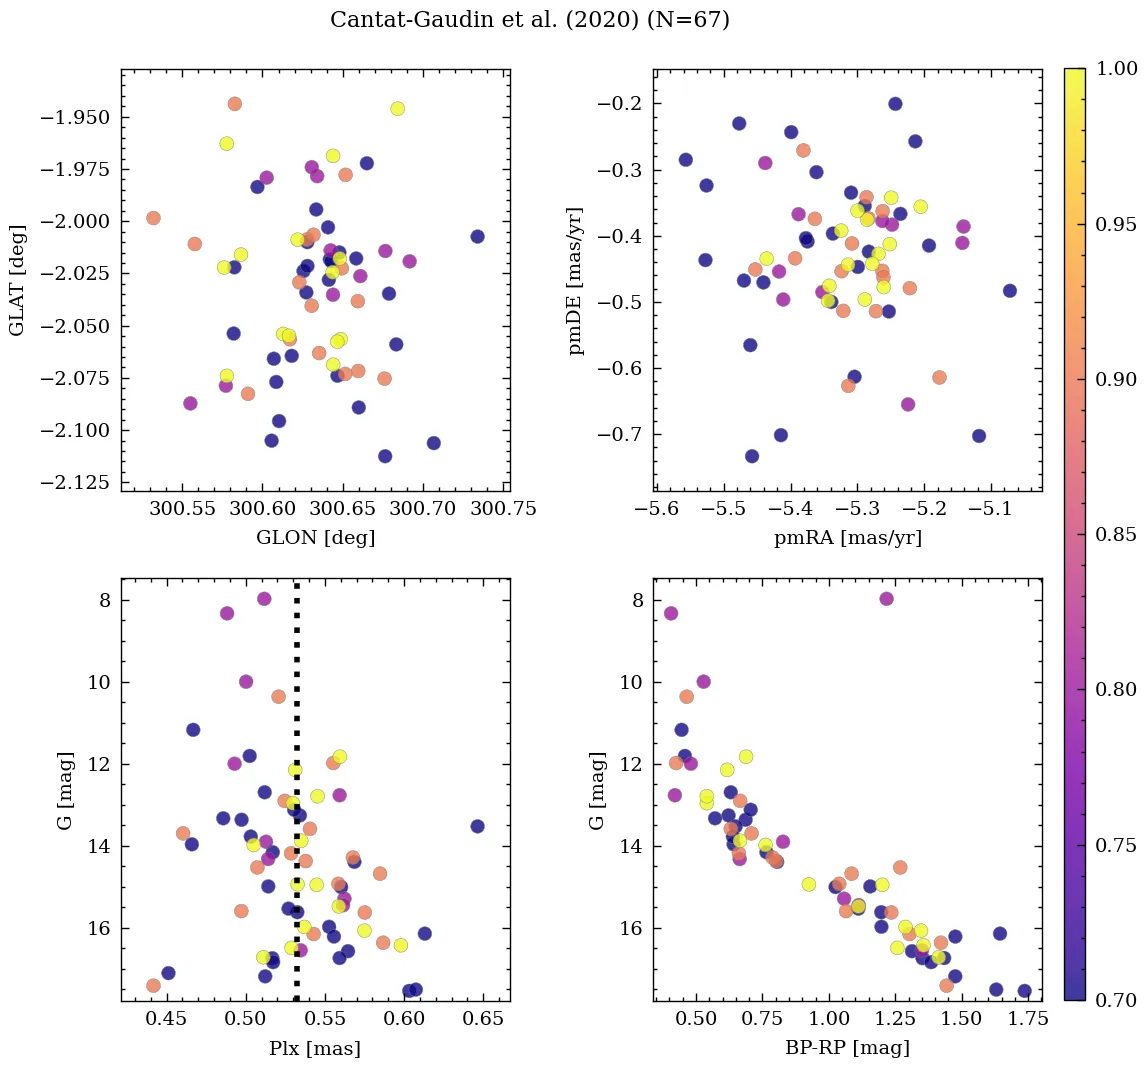 Cantat-Gaudin et al. (2020) (N=67)
−1.950
−1.975
−2.000
−2.025
−2.050
−2.075
−2.100
−2.125
GLAT [deg]
300.55 300.60 300.65 300.70 300.75
GLON [deg]
−0.2
−0.3
−0.4
−0.5
−0.6
−0.7
pmDE [mas/yr]
−5.6 −5.5 −5.4 −5.3 −5.2 −5.1
pmRA [mas/yr]
8
10
12
14
16
G [mag]
0.45 0.50 0.55 0.60 0.65
Plx [mas]
8
10
12
14
16
G [mag]
0.50 0.75 1.00 1.25 1.50 1.75
BP-RP [mag]
1.00
0.95
0.90
0.85
0.80
0.75
0.70